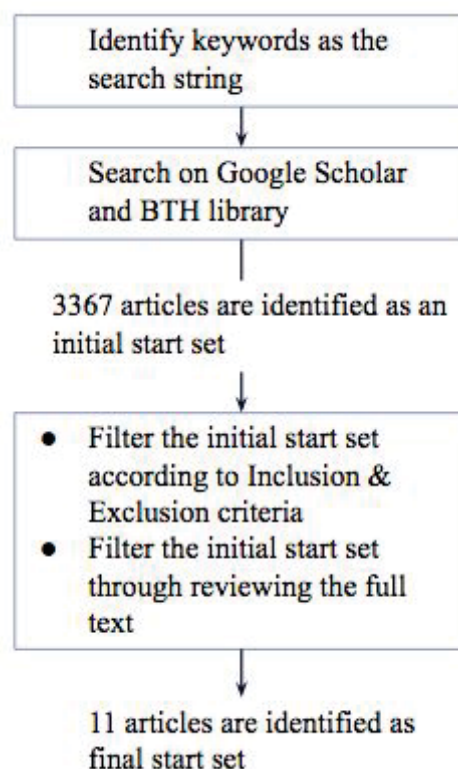 Identify keywords as the
search string
Search on Google Scholar
and BTH library
3367 articles are identified as an
initial start set
● Filter the initial start set
according to Inclusion &
Exclusion criteria
● Filter the initial start set
through reviewing the full
text
11 articles are identified as
final start set